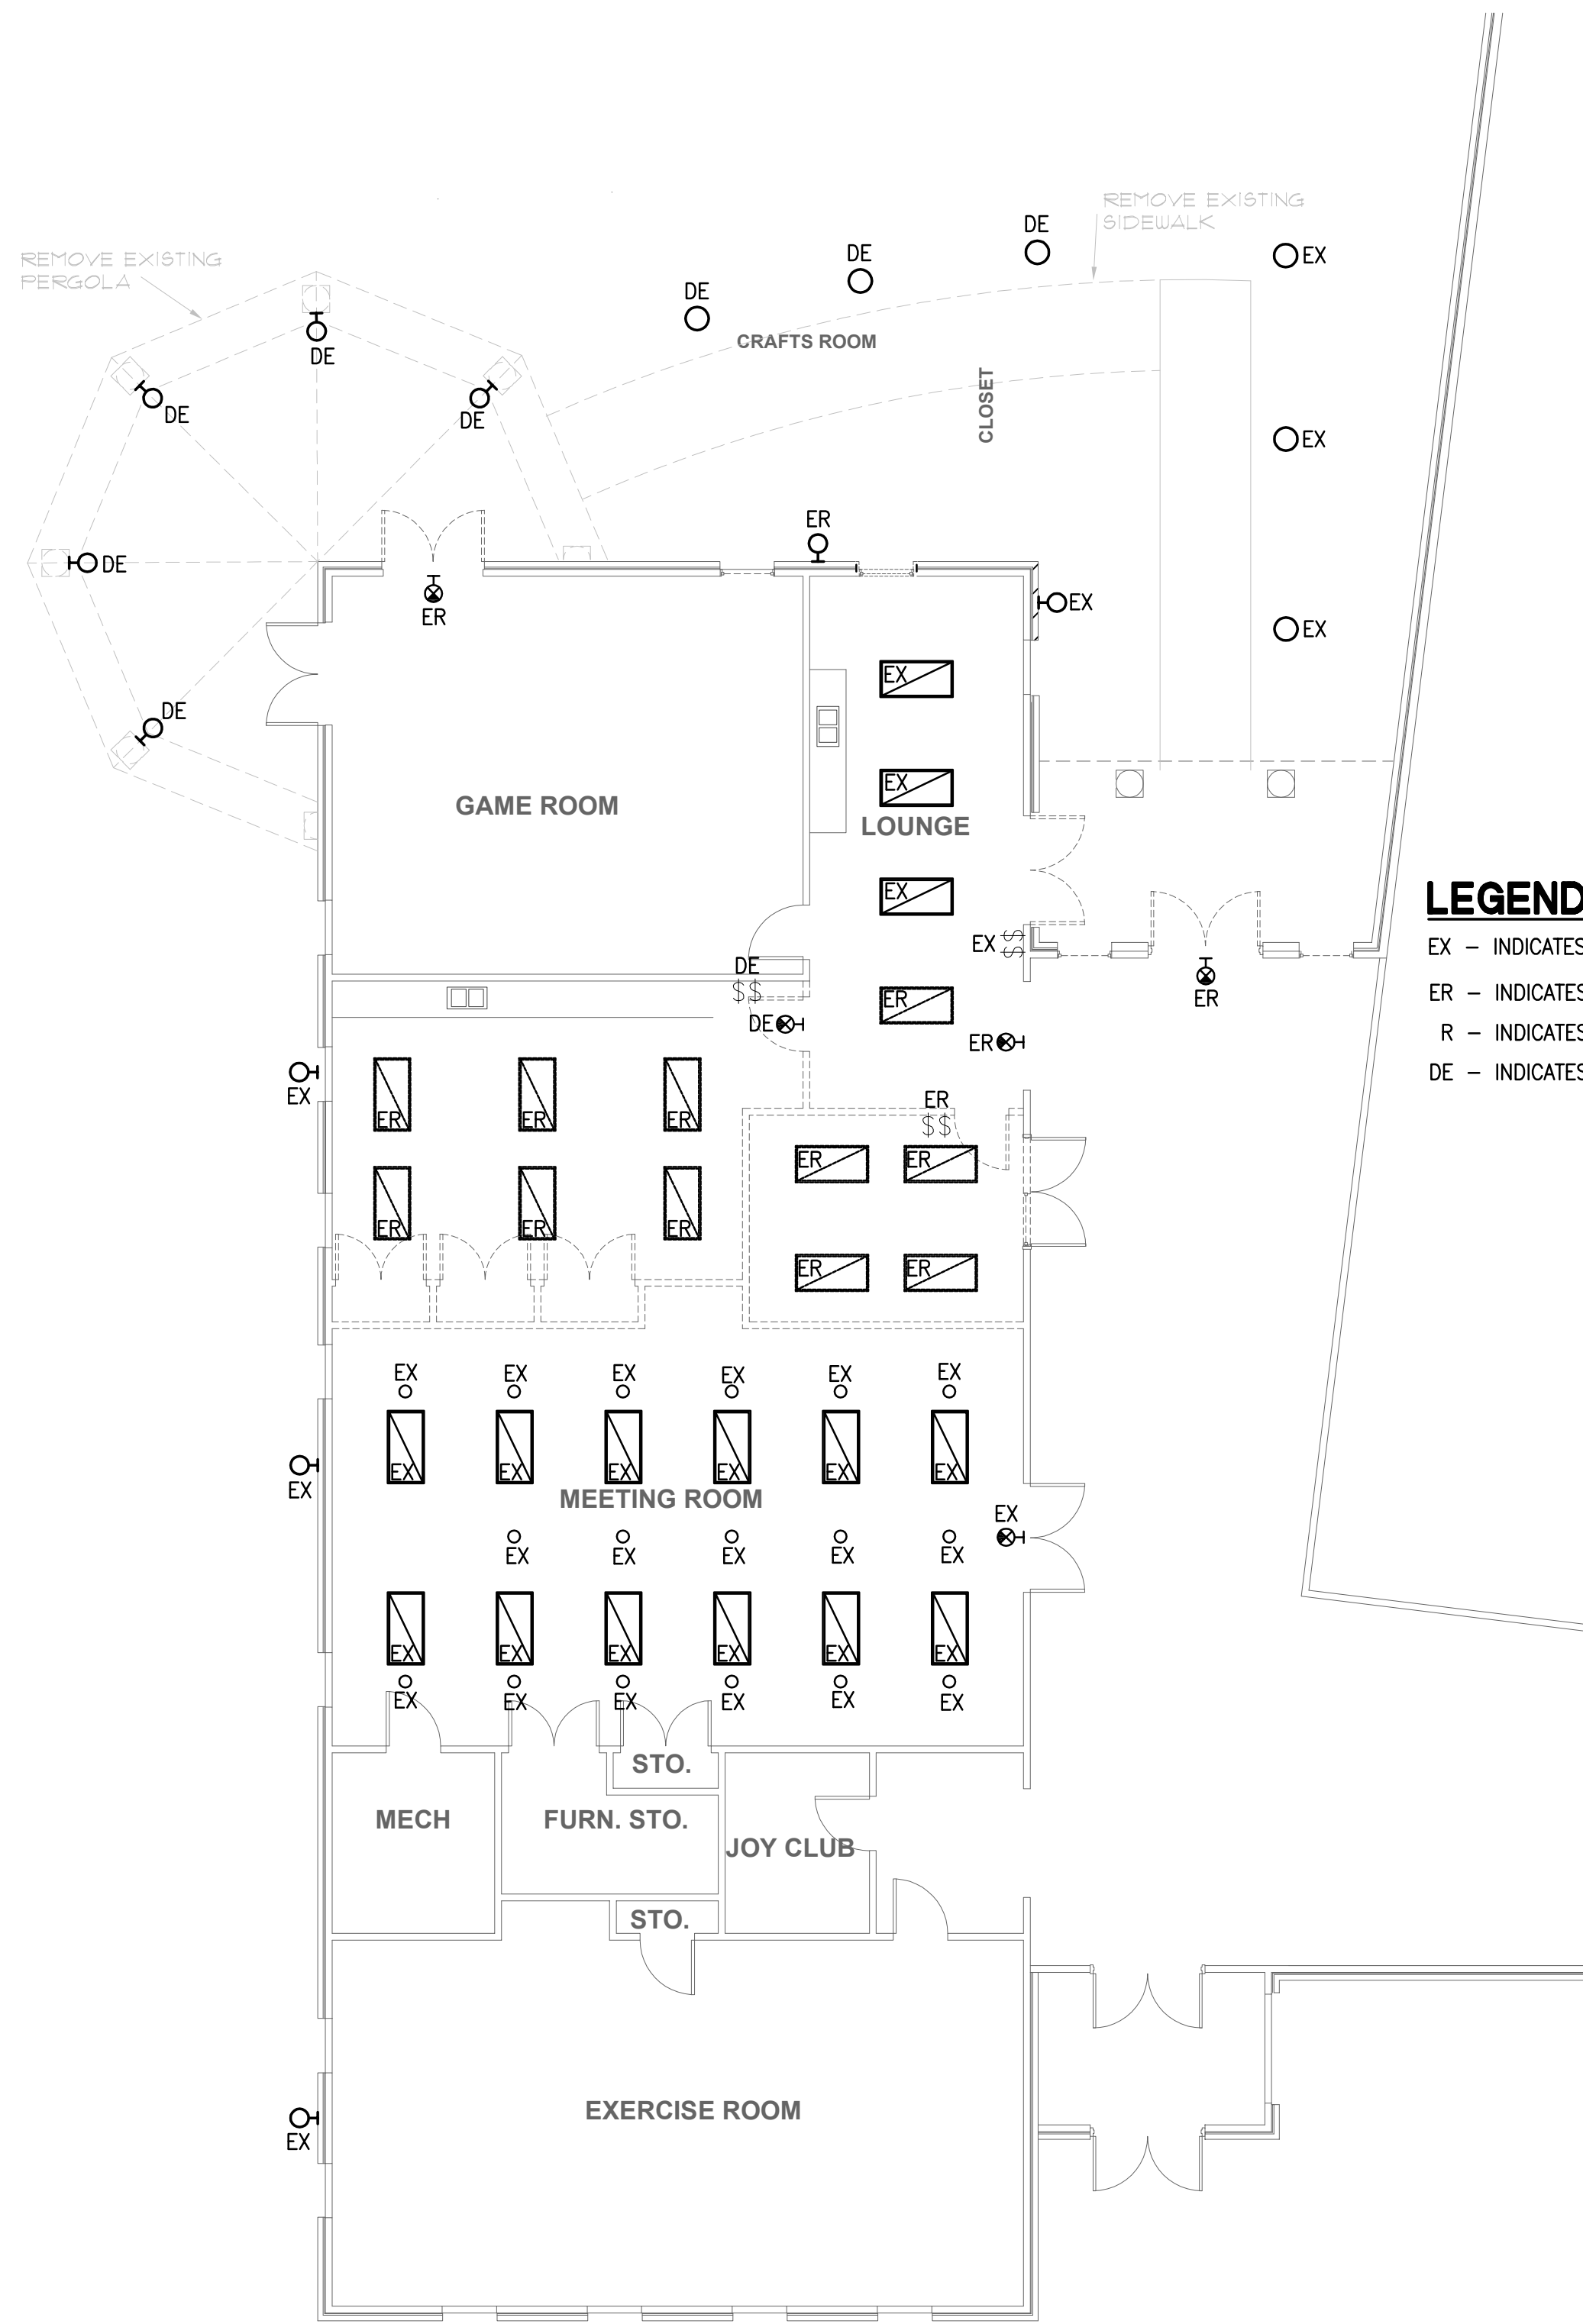 REMOVE EXISTING
SIDEWALK
DE
EX
DE
REMOVE EXISTING
PERGOLA
DE
CRAFTS ROOM
DE
CLOSET
DE
DE
EX
ER
DE
ER
EX
EX
EX
DE
EX
GAME ROOM
LOUNGE
LEGEND
EX
EX – INDICATES
ER – INDICATES
R – INDICATES
DE – INDICATES
EX $$
DE
$$
ER
ER
DE
ER
EX
ER
$$
ER ER ER
ER ER
ER ER ER
ER ER
EX EX EX EX EX EX
EX EX EX EX EX EX
EX
MEETING ROOM
EX
EX EX EX EX EX
EX EX EX EX EX EX
EX EX EX EX EX EX
STO.
MECH
FURN. STO.
JOY CLUB
STO.
EXERCISE ROOM
EX